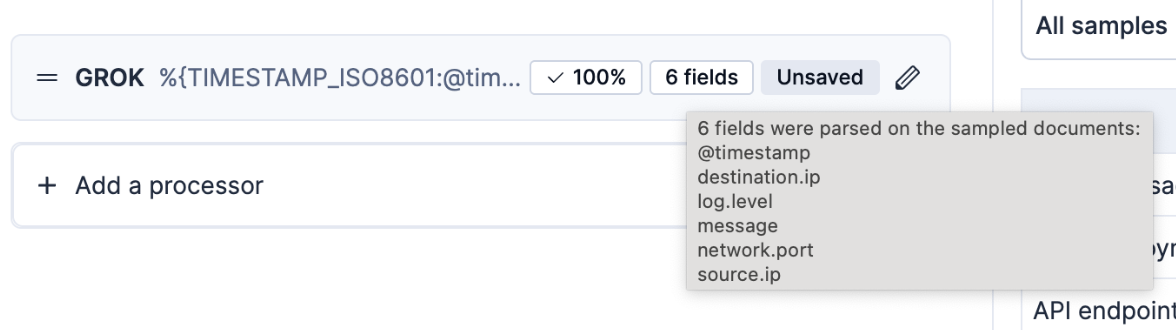 All samples
GROK %{TIMESTAMP_ISO8601:@tim... 100% 6 fields Unsaved
6 fields were parsed on the sampled documents:
@timestamp
destination.ip
log.level
message
network.port
source.ip
+ Add a processor
API endpoint